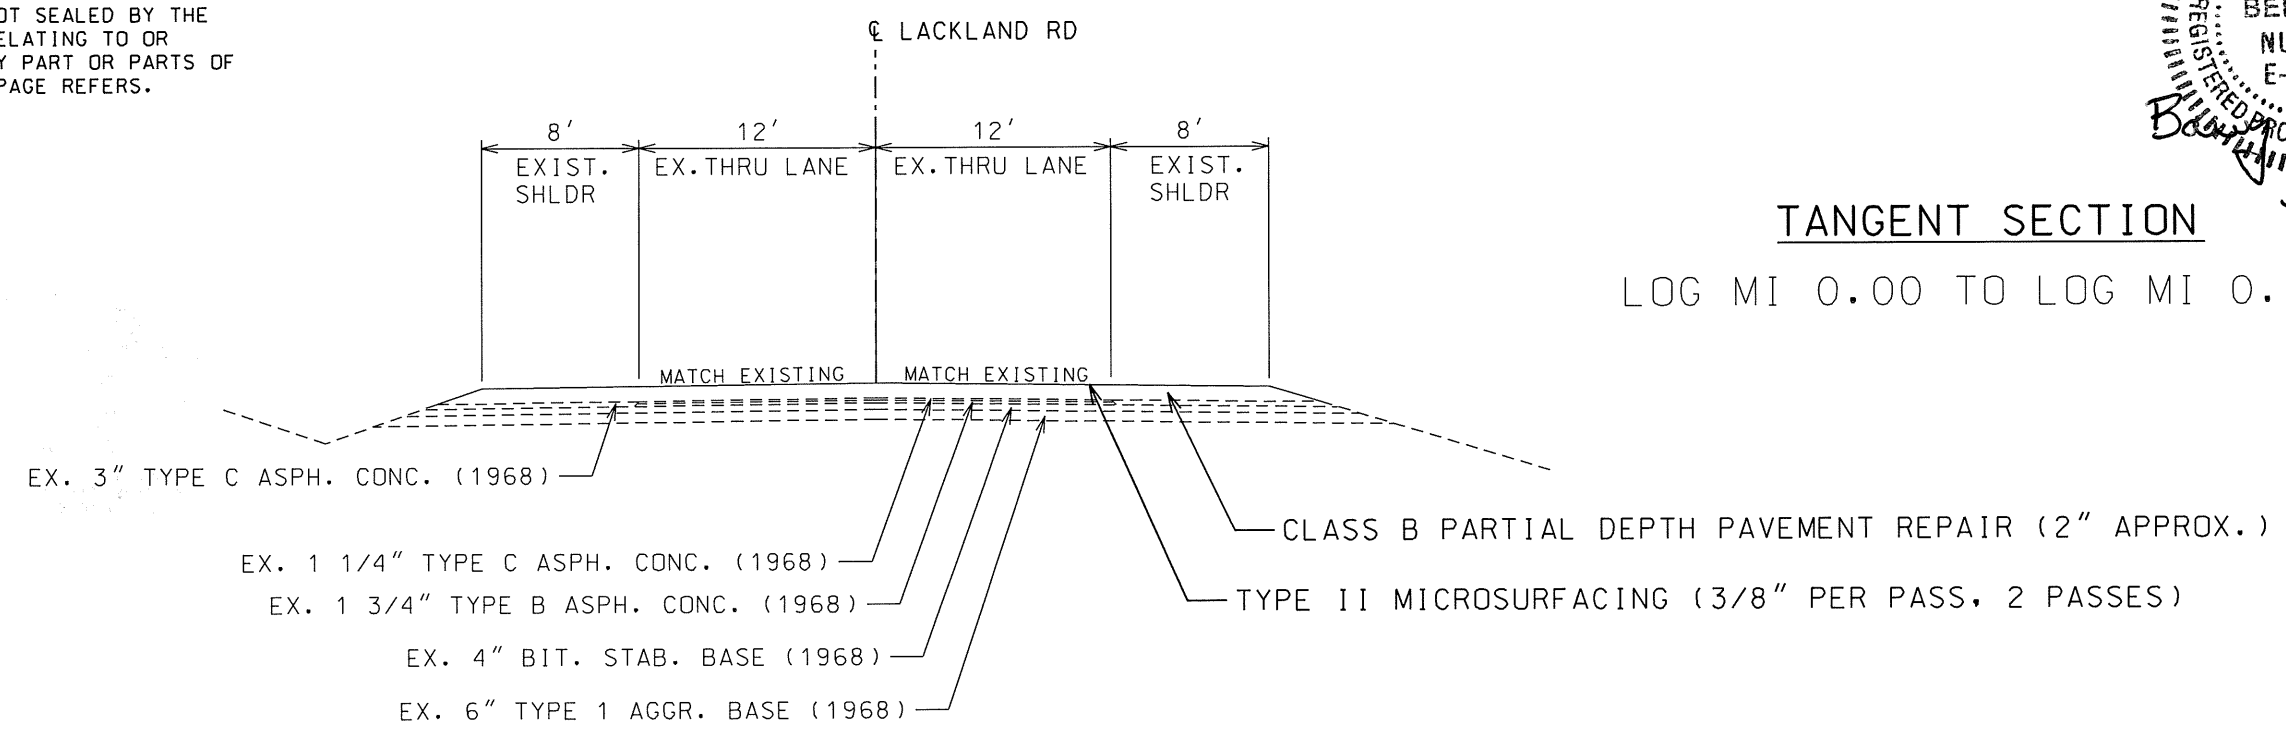 OT SEALED BY THE
ELATING TO OR
Y PART OR PARTS OF
PAGE REFERS.
℄ LACKLAND RD
8' 12' 12' 8'
EXIST. EX.THRU LANE EX.THRU LANE EXIST.
SHLDR SHLDR
REGISTERED
E-
TANGENT SECTION
LOG MI 0.00 TO LOG MI 0.
MATCH EXISTING MATCH EXISTING
EX. 3" TYPE C ASPH. CONC. (1968)
CLASS B PARTIAL DEPTH PAVEMENT REPAIR (2" APPROX.)
EX. 1 1/4" TYPE C ASPH. CONC. (1968)
TYPE II MICROSURFACING (3/8" PER PASS, 2 PASSES)
EX. 1 3/4" TYPE B ASPH. CONC. (1968)
EX. 4" BIT. STAB. BASE (1968)
EX. 6" TYPE 1 AGGR. BASE (1968)